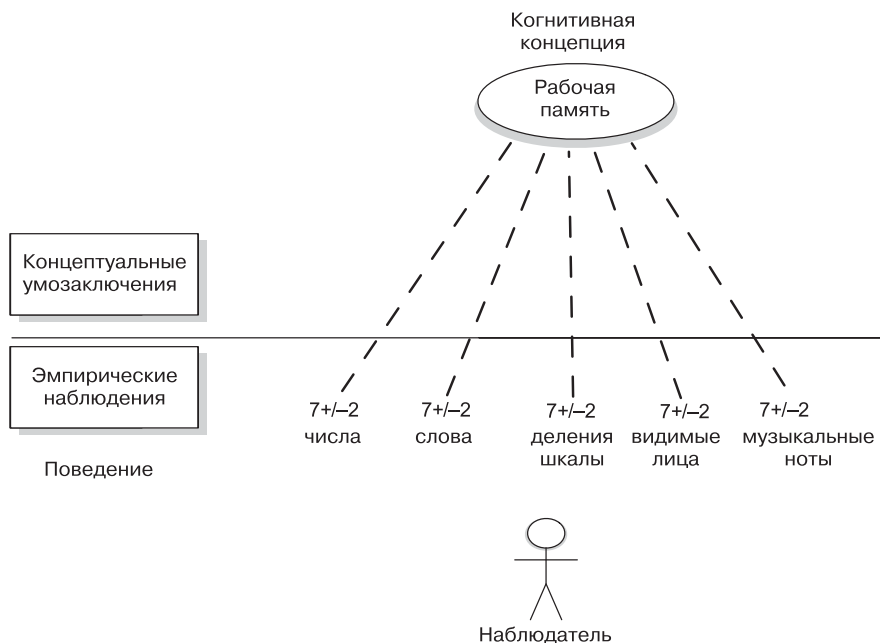 Когнитивная
концепция
Рабочая
память
Концептуальные
умозаключения
Эмпирические
наблюдения
7+/–2 7+/–2 7+/–2 7+/–2 7+/–2
числа слова деления видимые музыкальные
шкалы лица ноты
Поведение
Наблюдатель